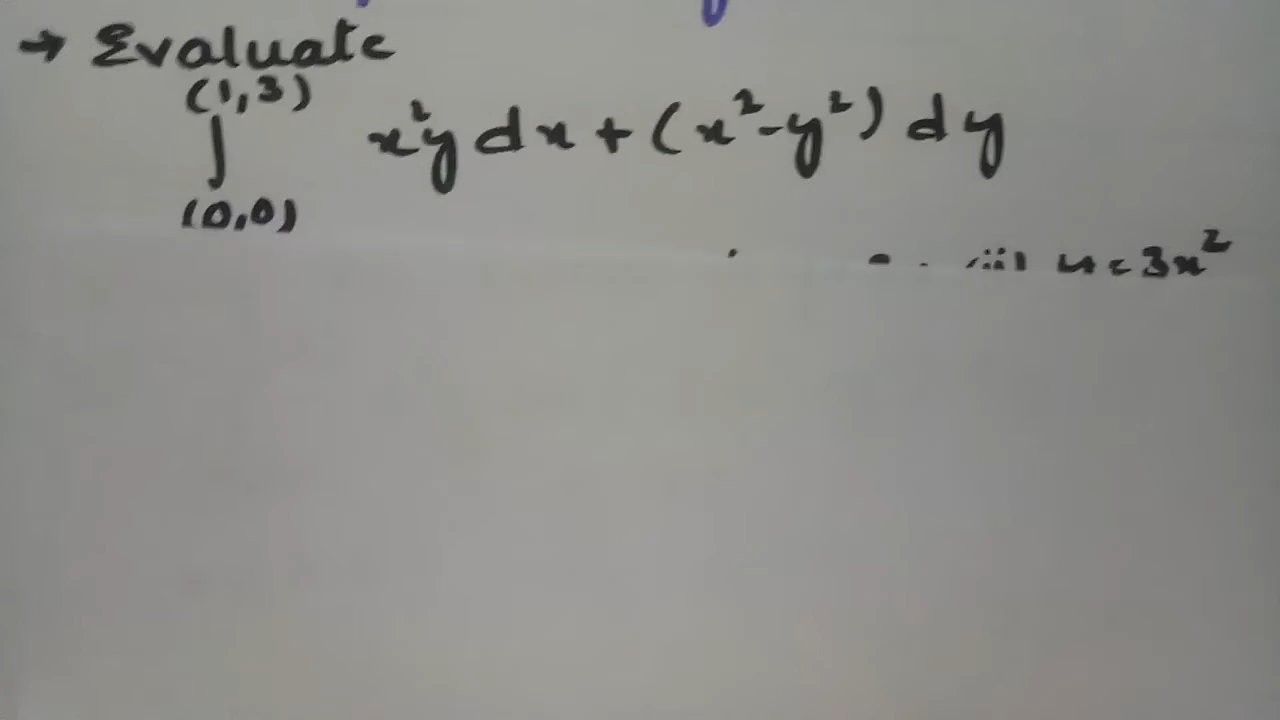 → Evaluate
(1,3)
∫ x²y dx + (x²-y²) dy
(0,0)
y = 3x²